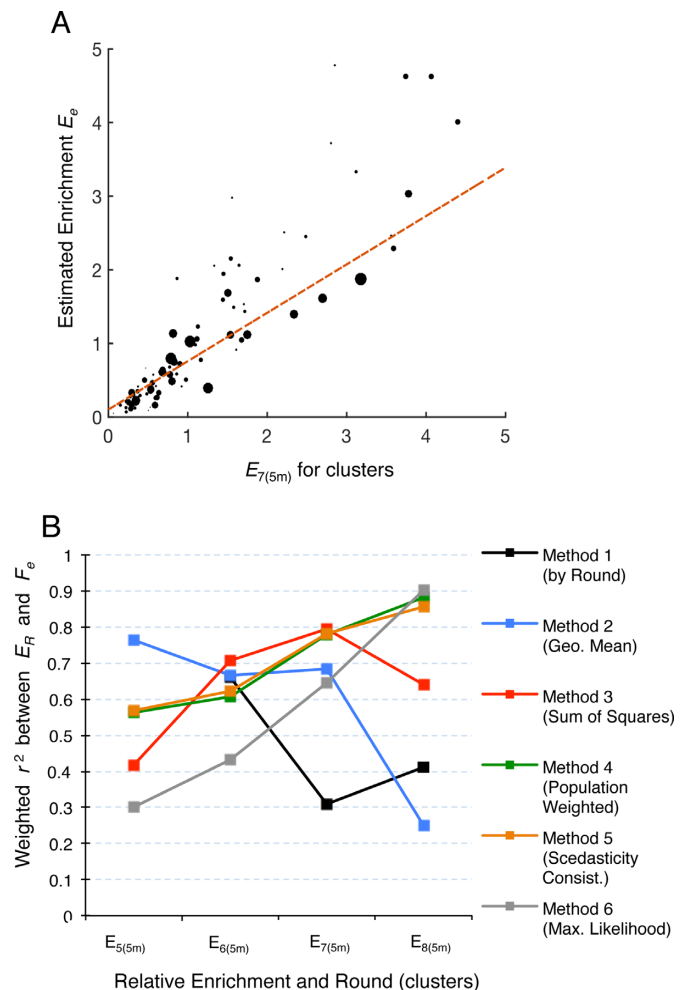 A
Estimated Enrichment Eₑ
5
4
3
2
1
0
0 1 2 3 4 5
E₇₍₅ₘ₎ for clusters
B
Weighted r² between E_R and Fₑ
1
0.9
0.8
0.7
0.6
0.5
0.4
0.3
0.2
0.1
0
E₅₍₅ₘ₎ E₆₍₅ₘ₎ E₇₍₅ₘ₎ E₈₍₅ₘ₎
Relative Enrichment and Round (clusters)
Method 1
(by Round)
Method 2
(Geo. Mean)
Method 3
(Sum of Squares)
Method 4
(Population
Weighted)
Method 5
(Scedasticity
Consist.)
Method 6
(Max. Likelihood)